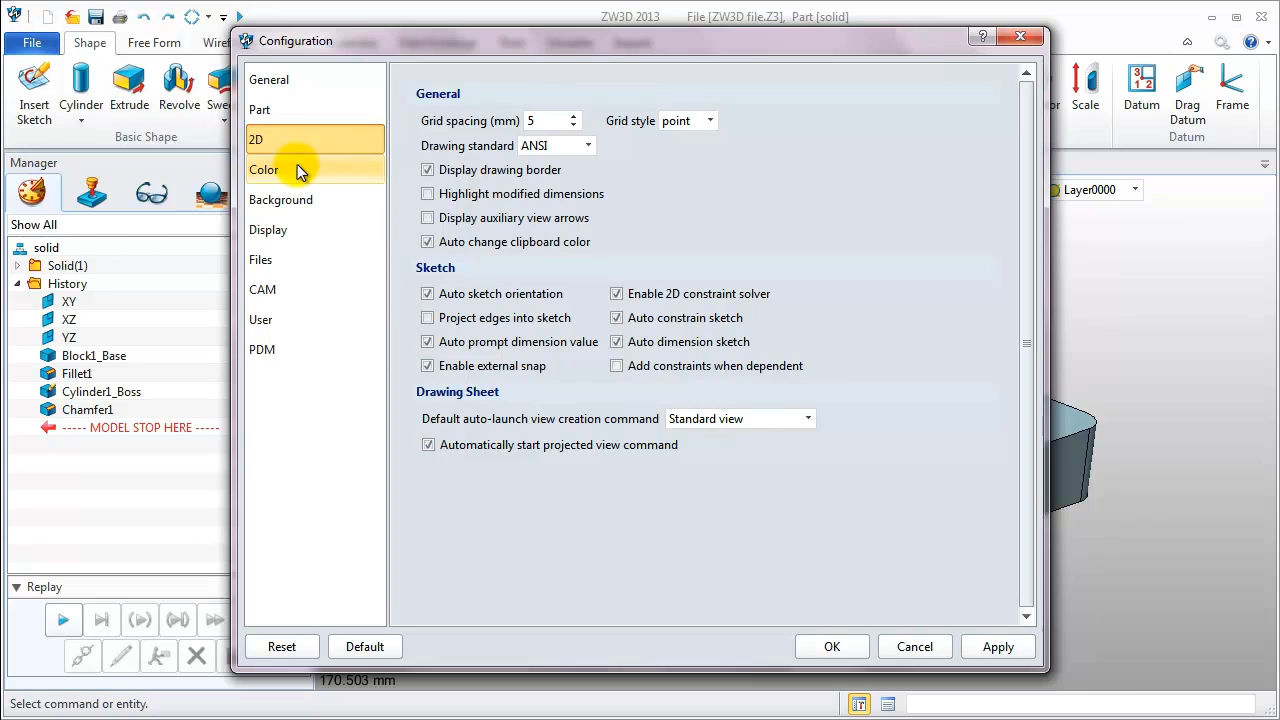 ZW3D 2013 File [ZW3D file.Z3], Part [solid]
File Shape Free Form Wirefr
Configuration
Insert Sketch
Cylinder
Extrude
Revolve
Swee
Basic Shape
Scale
Datum
Drag Datum
Frame
Datum
Manager
Layer0000
Show All
solid
Solid(1)
History
XY
XZ
YZ
Block1_Base
Fillet1
Cylinder1_Boss
Chamfer1
----- MODEL STOP HERE -----
Replay
General
Part
2D
Color
Background
Display
Files
CAM
User
PDM
General
Grid spacing (mm) 5 Grid style point
Drawing standard ANSI
Display drawing border
Highlight modified dimensions
Display auxiliary view arrows
Auto change clipboard color
Sketch
Auto sketch orientation Enable 2D constraint solver
Project edges into sketch Auto constrain sketch
Auto prompt dimension value Auto dimension sketch
Enable external snap Add constraints when dependent
Drawing Sheet
Default auto-launch view creation command Standard view
Automatically start projected view command
Reset Default OK Cancel Apply
170.503 mm
Select command or entity.